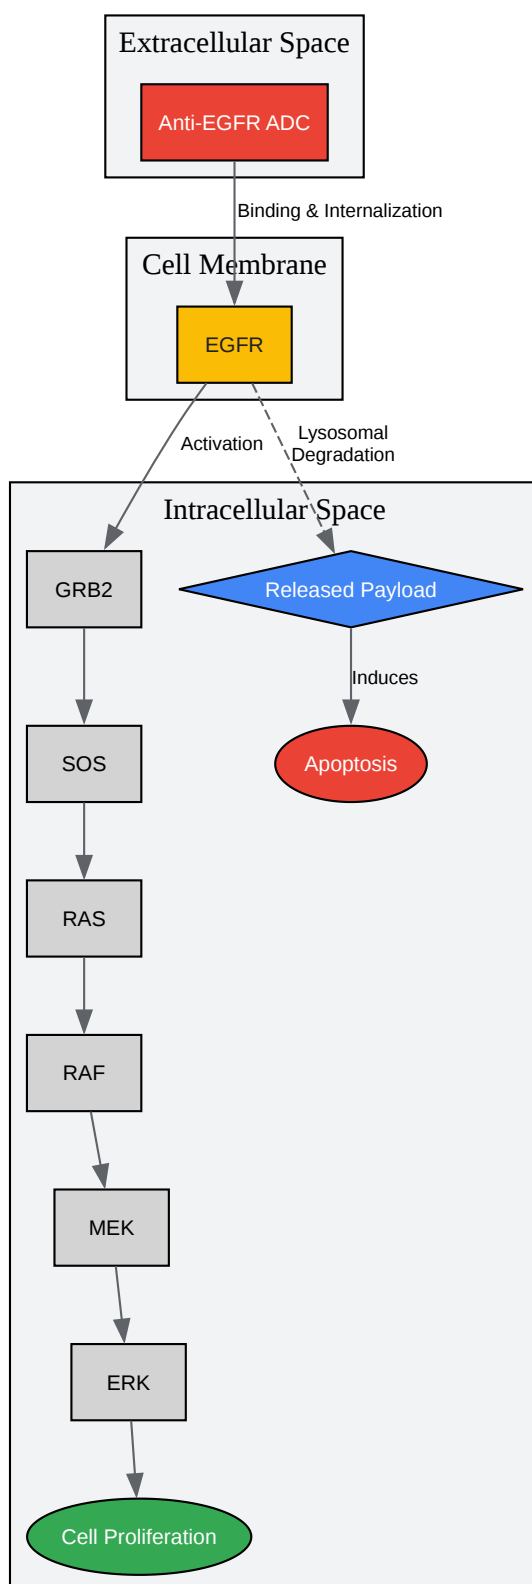 Extracellular Space
Anti-EGFR ADC
Binding & Internalization
Cell Membrane
EGFR
Activation
Lysosomal
Degradation
Intracellular Space
GRB2
Released Payload
Induces
SOS
Apoptosis
RAS
RAF
MEK
ERK
Cell Proliferation